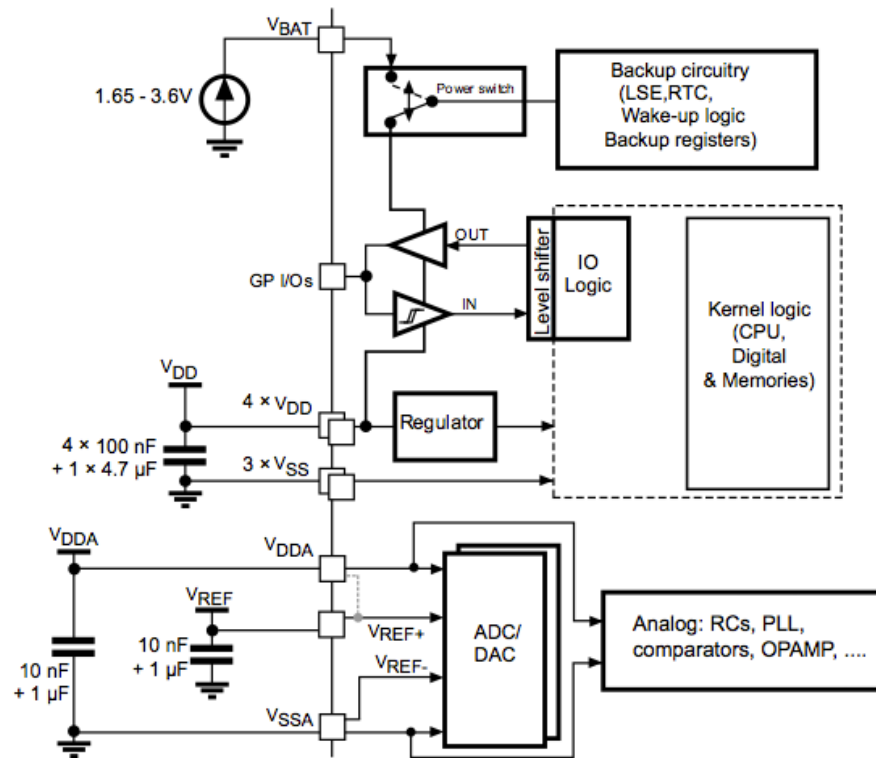 VBAT
1.65 - 3.6V
Power switch
Backup circuitry
(LSE,RTC,
Wake-up logic
Backup registers)
OUT
GP I/Os
IN
Level shifter
IO
Logic
Kernel logic
(CPU,
Digital
& Memories)
VDD
4 × VDD
Regulator
4 × 100 nF
+ 1 × 4.7 μF
3 × VSS
VDDA
VDDA
VREF
VREF+
10 nF
+ 1 μF
10 nF
+ 1 μF
VREF-
VSSA
ADC/
DAC
Analog: RCs, PLL,
comparators, OPAMP, ....